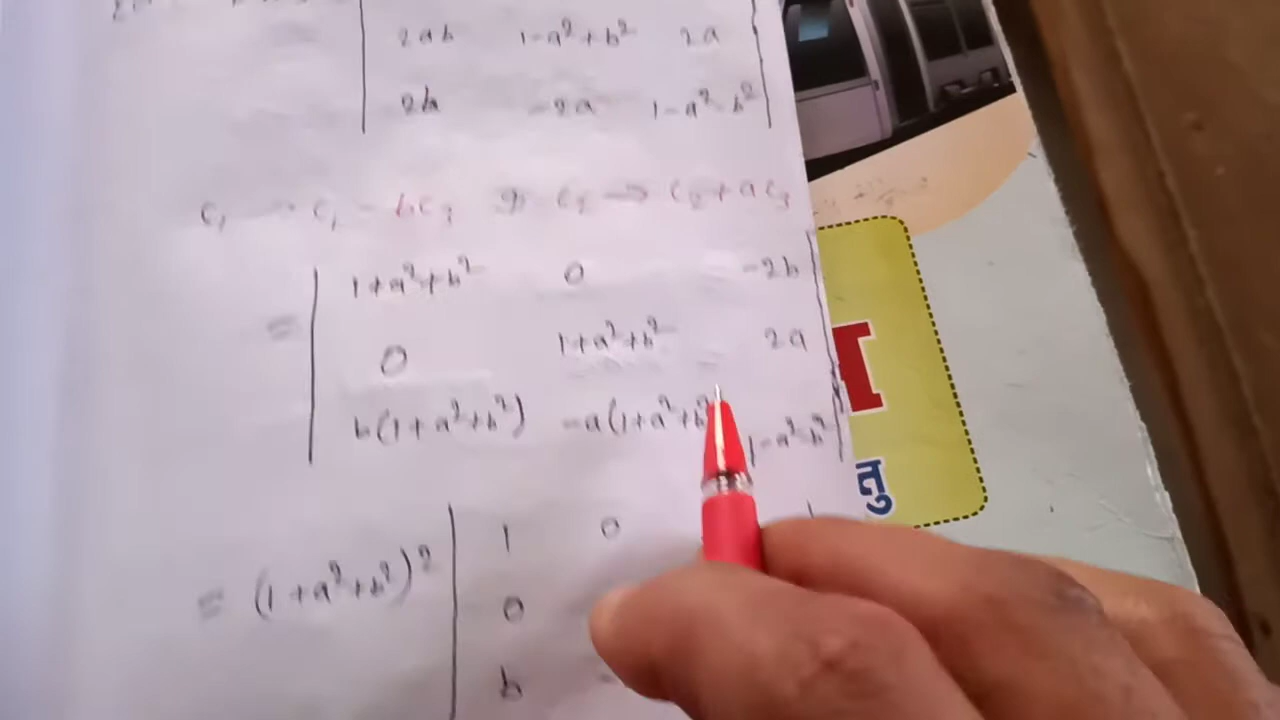 2ab 1-a²+b² 2a
2b -2a 1-a²-b²
C₁ → C₁ - bC₃ व C₂ → C₂ + aC₃
= | 1+a²+b² 0 -2b |
| 0 1+a²+b² 2a |
| b(1+a²+b²) -a(1+a²+b² 1-a²-b² |
= (1+a²+b²)² | 1 0
0
b
तु